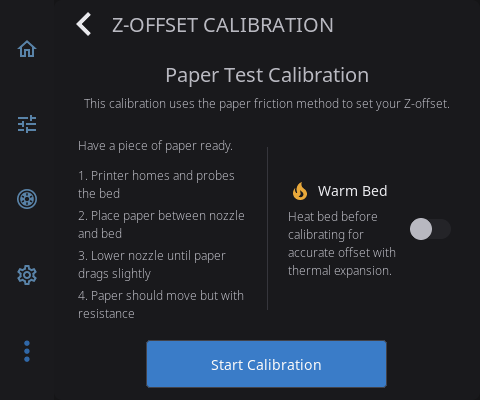 Z-OFFSET CALIBRATION
Paper Test Calibration
This calibration uses the paper friction method to set your Z-offset.
Have a piece of paper ready.
1. Printer homes and probes
the bed
2. Place paper between nozzle
and bed
3. Lower nozzle until paper
drags slightly
4. Paper should move but with
resistance
Warm Bed
Heat bed before
calibrating for
accurate offset with
thermal expansion.
Start Calibration